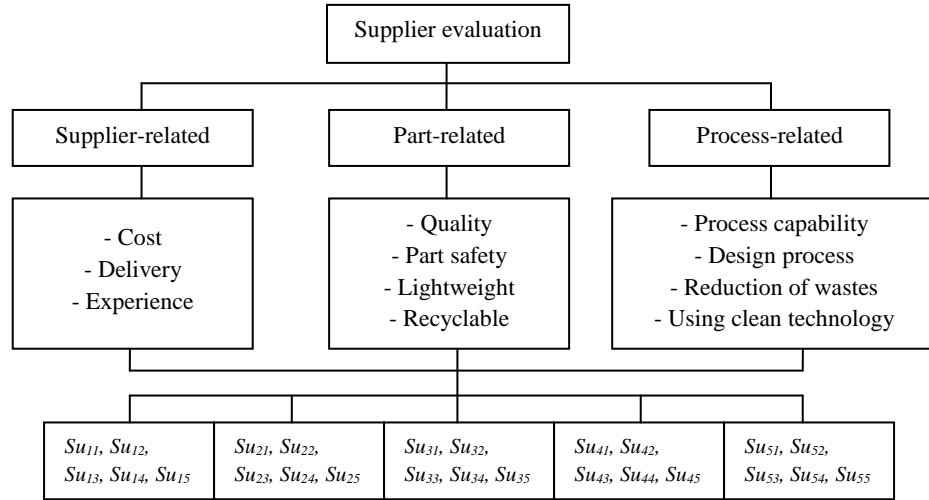 Supplier evaluation
Supplier-related
Part-related
Process-related
- Cost
- Delivery
- Experience
- Quality
- Part safety
- Lightweight
- Recyclable
- Process capability
- Design process
- Reduction of wastes
- Using clean technology
Su11, Su12,
Su13, Su14, Su15
Su21, Su22,
Su23, Su24, Su25
Su31, Su32,
Su33, Su34, Su35
Su41, Su42,
Su43, Su44, Su45
Su51, Su52,
Su53, Su54, Su55